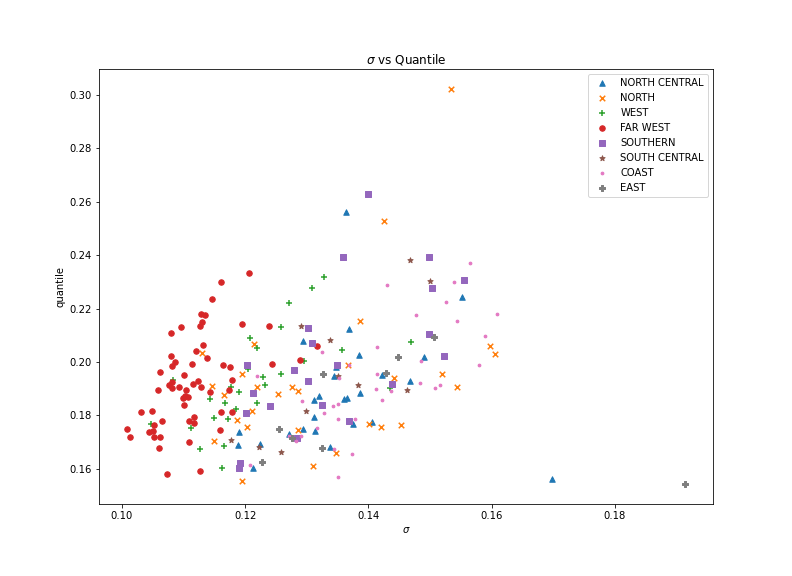 σ vs Quantile
0.30
0.28
0.26
0.24
0.22
0.20
0.18
0.16
quantile
NORTH CENTRAL
NORTH
WEST
FAR WEST
SOUTHERN
SOUTH CENTRAL
COAST
EAST
0.10 0.12 0.14 0.16 0.18
σ